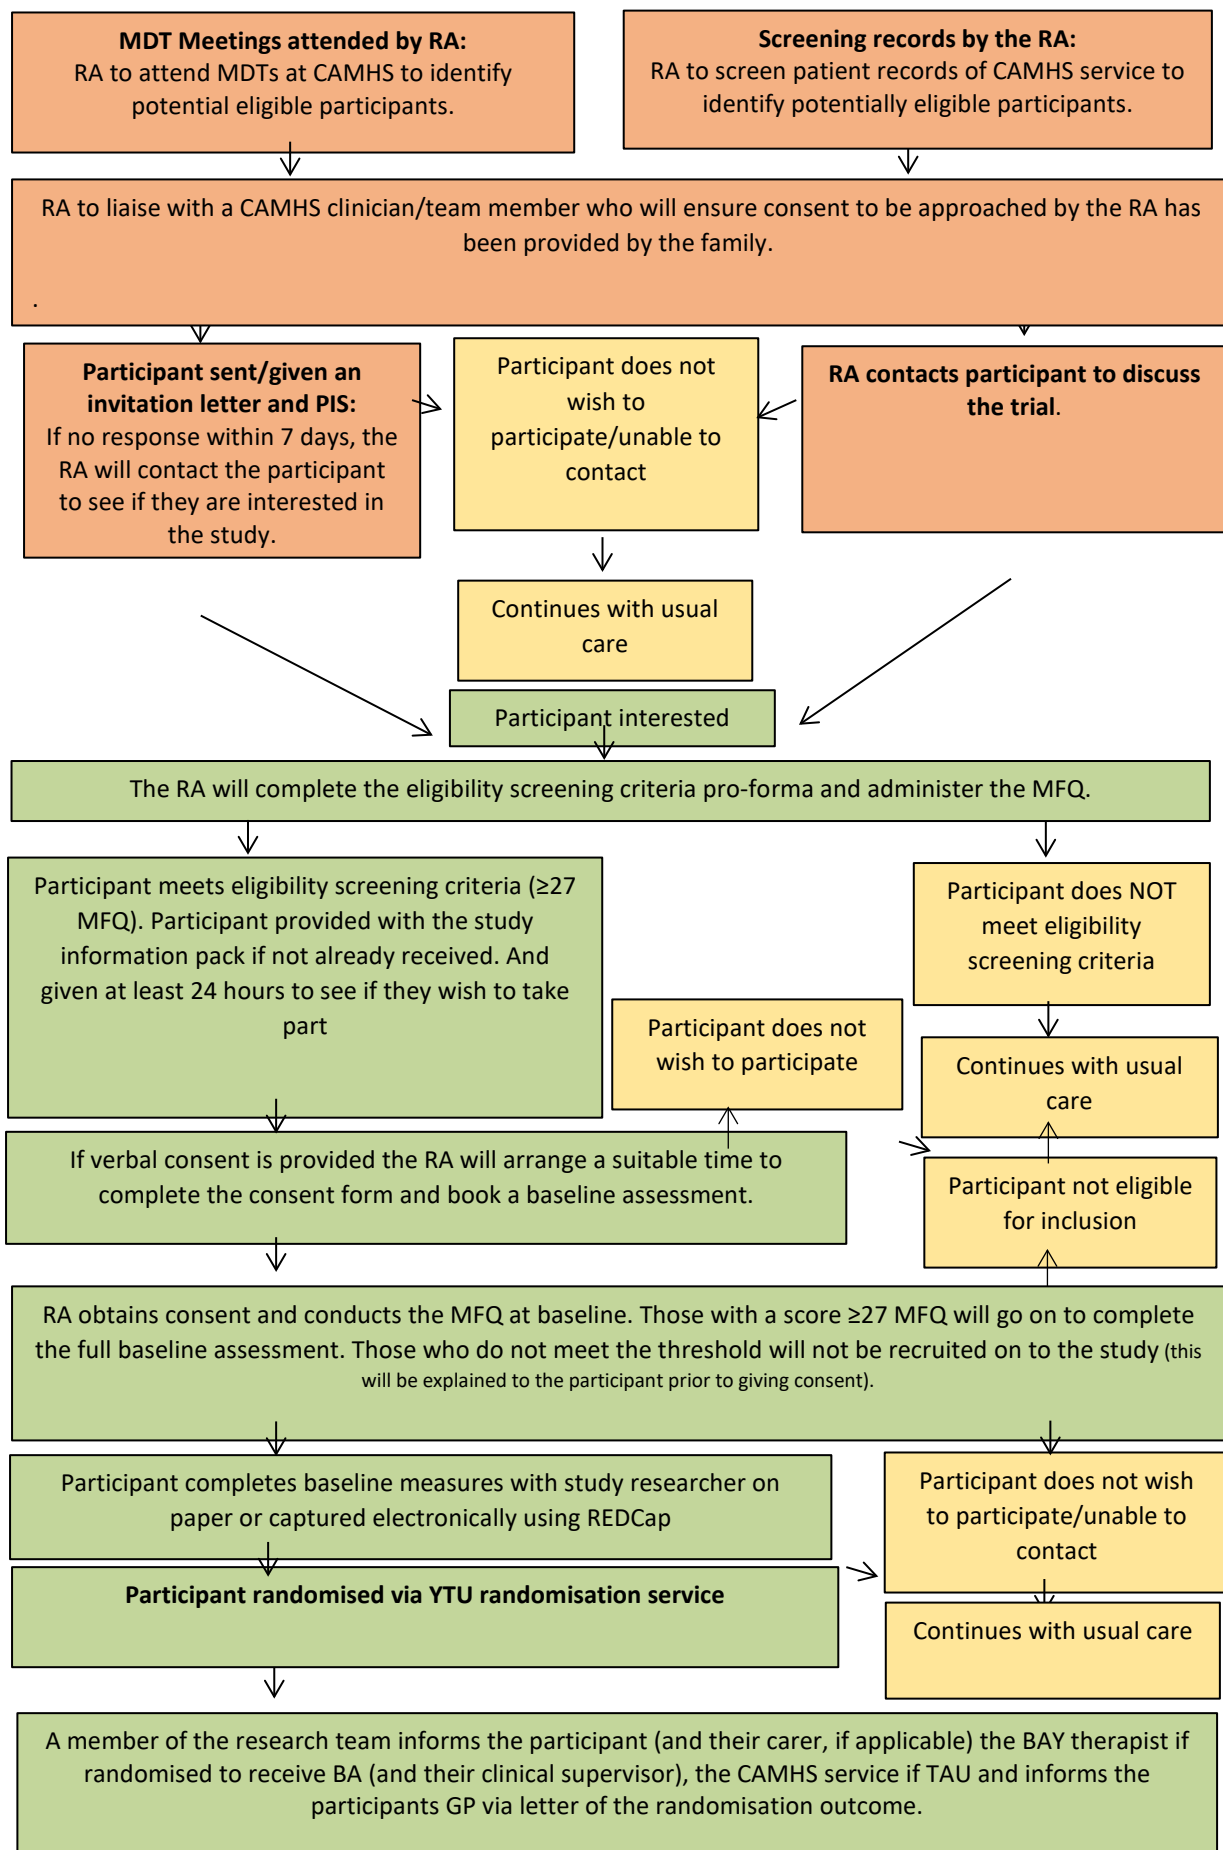 MDT Meetings attended by RA:
RA to attend MDTs at CAMHS to identify
potential eligible participants.
Screening records by the RA:
RA to screen patient records of CAMHS service to
identify potentially eligible participants.
RA to liaise with a CAMHS clinician/team member who will ensure consent to be approached by the RA has
been provided by the family.
.
Participant sent/given an
invitation letter and PIS:
If no response within 7 days, the
RA will contact the participant
to see if they are interested in
the study.
Participant does not
wish to
participate/unable to
contact
RA contacts participant to discuss
the trial.
Continues with usual
care
Participant interested
The RA will complete the eligibility screening criteria pro-forma and administer the MFQ.
Participant meets eligibility screening criteria (≥27
MFQ). Participant provided with the study
information pack if not already received. And
given at least 24 hours to see if they wish to take
part
Participant does NOT
meet eligibility
screening criteria
Participant does not
wish to participate
Continues with usual
care
If verbal consent is provided the RA will arrange a suitable time to
complete the consent form and book a baseline assessment.
Participant not eligible
for inclusion
RA obtains consent and conducts the MFQ at baseline. Those with a score ≥27 MFQ will go on to complete
the full baseline assessment. Those who do not meet the threshold will not be recruited on to the study (this
will be explained to the participant prior to giving consent).
Participant completes baseline measures with study researcher on
paper or captured electronically using REDCap
Participant does not wish
to participate/unable to
contact
Participant randomised via YTU randomisation service
Continues with usual care
A member of the research team informs the participant (and their carer, if applicable) the BAY therapist if
randomised to receive BA (and their clinical supervisor), the CAMHS service if TAU and informs the
participants GP via letter of the randomisation outcome.